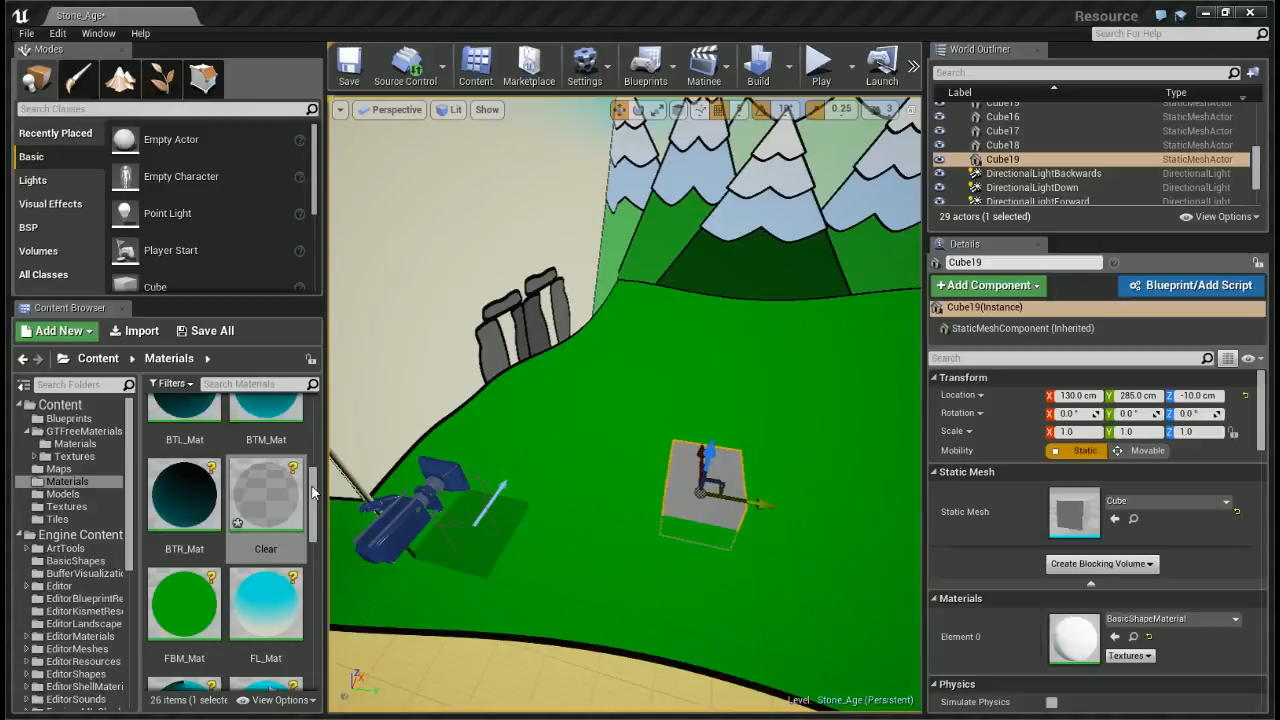 Stone_Age*
Resource
File Edit Window Help
Search For Help
Modes
Search Classes
Recently Placed
Basic
Lights
Visual Effects
BSP
Volumes
All Classes
Empty Actor
Empty Character
Point Light
Player Start
Cube
Save
Source Control
Content
Marketplace
Settings
Blueprints
Matinee
Build
Play
Launch
Perspective
Lit
Show
0.25
3
World Outliner
Search...
Label Type
StaticMeshActor
Cube16 StaticMeshActor
Cube17 StaticMeshActor
Cube18 StaticMeshActor
Cube19 StaticMeshActor
DirectionalLightBackwards DirectionalLight
DirectionalLightDown DirectionalLight
DirectionalLightForward DirectionalLight
29 actors (1 selected) View Options
Content Browser
Add New Import Save All
Content Materials
Search Folders
Filters Search Materials
Content
Blueprints
GTFreeMaterials
Materials
Textures
Maps
Materials
Models
Textures
Tiles
Engine Content
ArtTools
BasicShapes
BufferVisualizati
Editor
EditorBlueprintRe
EditorKismetRes
EditorLandscape
EditorMaterials
EditorMeshes
EditorResources
EditorShapes
EditorShellMateri
EditorSounds
BTL_Mat
BTM_Mat
BTR_Mat
Clear
FBM_Mat
FL_Mat
26 items (1 selecte View Options
Level: Stone_Age (Persistent)
Details
Cube19
Add Component
Blueprint/Add Script
Cube19(Instance)
StaticMeshComponent (Inherited)
Search
Transform
Location X 130.0 cm Y 285.0 cm Z -10.0 cm
Rotation X 0.0 ° Y 0.0 ° Z 0.0 °
Scale X 1.0 Y 1.0 Z 1.0
Mobility Static Movable
Static Mesh
Static Mesh
Cube
Create Blocking Volume
Materials
Element 0
BasicShapeMaterial
Textures
Physics
Simulate Physics